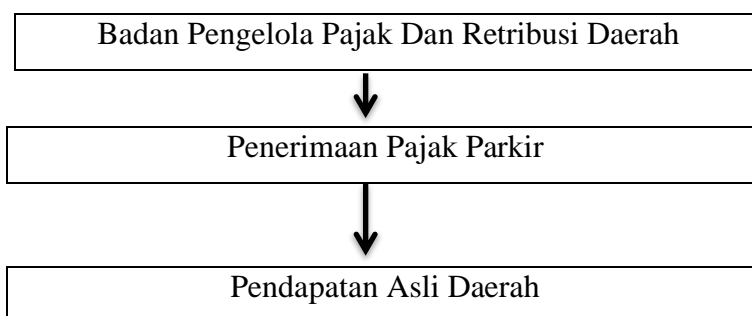 Badan Pengelola Pajak Dan Retribusi Daerah
Penerimaan Pajak Parkir
Pendapatan Asli Daerah